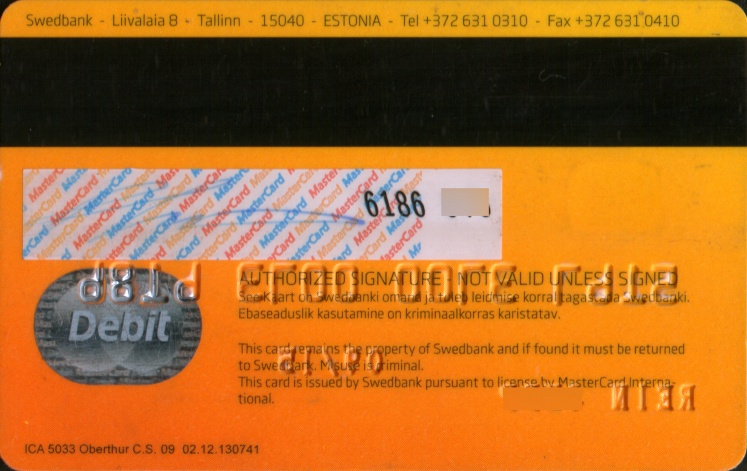 Swedbank - Liivalaia 8 - Tallinn - 15040 - ESTONIA - Tel +372 631 0310 - Fax +372 631 0410
MasterCard
6186
AUTHORIZED SIGNATURE - NOT VALID UNLESS SIGNED
See kaart on Swedbanki omand ja tuleb leidmise korral tagastada Swedbanki.
Ebaseaduslik kasutamine on kriminaalkorras karistatav.
Debit
This card remains the property of Swedbank and if found it must be returned
to Swedbank. Misuse is criminal.
This card is issued by Swedbank pursuant to license by MasterCard Interna-
tional.
REIN
ICA 5033 Oberthur C.S. 09 02.12.130741